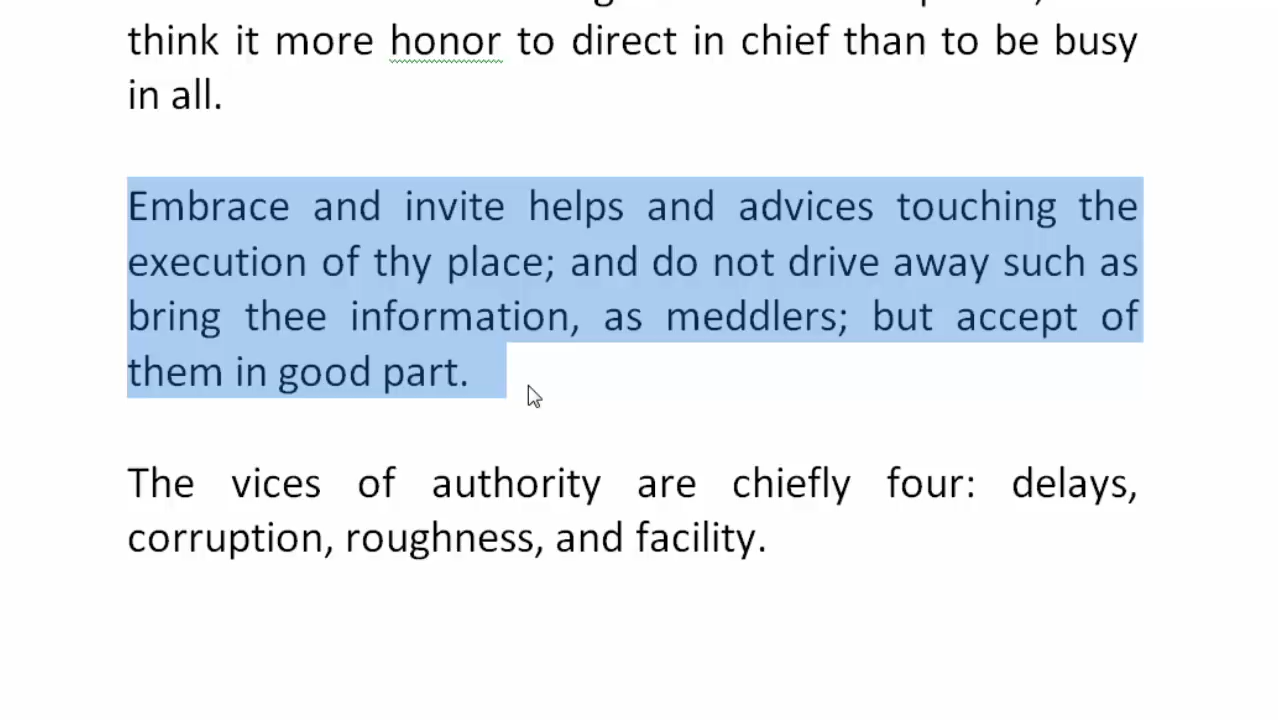 think it more honor to direct in chief than to be busy
in all.
Embrace and invite helps and advices touching the
execution of thy place; and do not drive away such as
bring thee information, as meddlers; but accept of
them in good part.
The vices of authority are chiefly four: delays,
corruption, roughness, and facility.